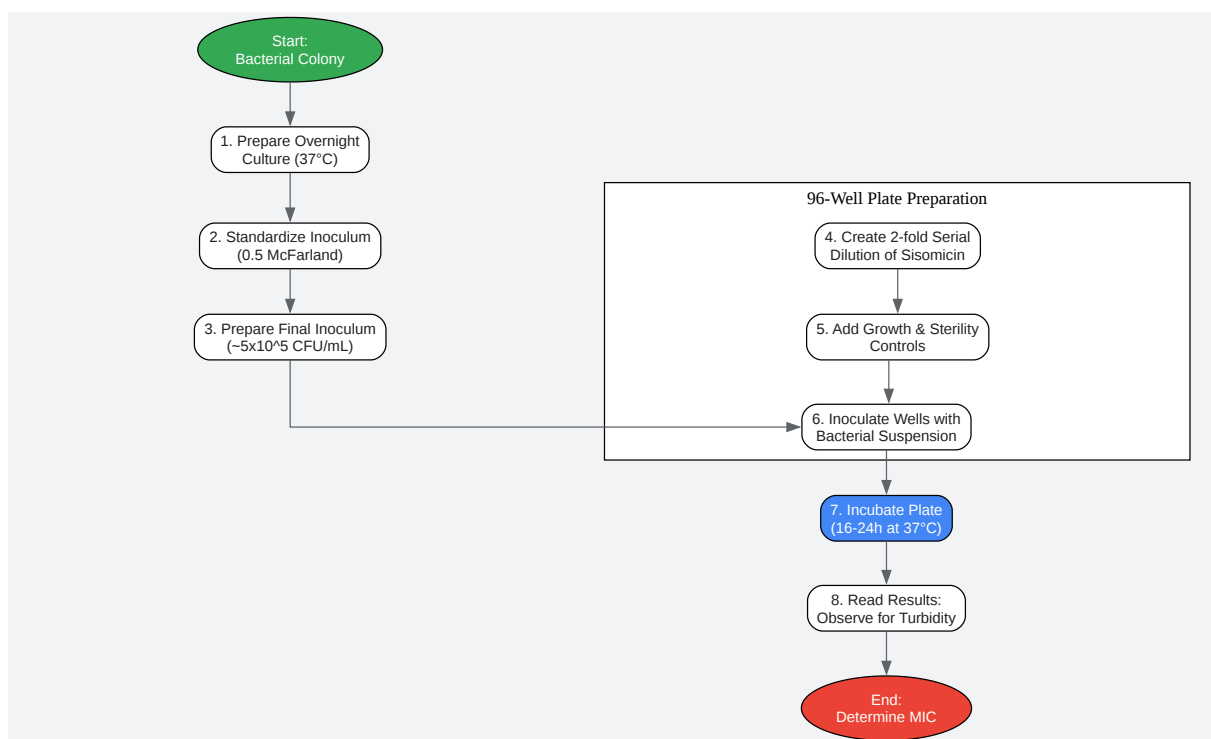 Start:
Bacterial Colony
1. Prepare Overnight
Culture (37°C)
2. Standardize Inoculum
(0.5 McFarland)
3. Prepare Final Inoculum
(~5x10^5 CFU/mL)
96-Well Plate Preparation
4. Create 2-fold Serial
Dilution of Sisomicin
5. Add Growth & Sterility
Controls
6. Inoculate Wells with
Bacterial Suspension
7. Incubate Plate
(16-24h at 37°C)
8. Read Results:
Observe for Turbidity
End:
Determine MIC